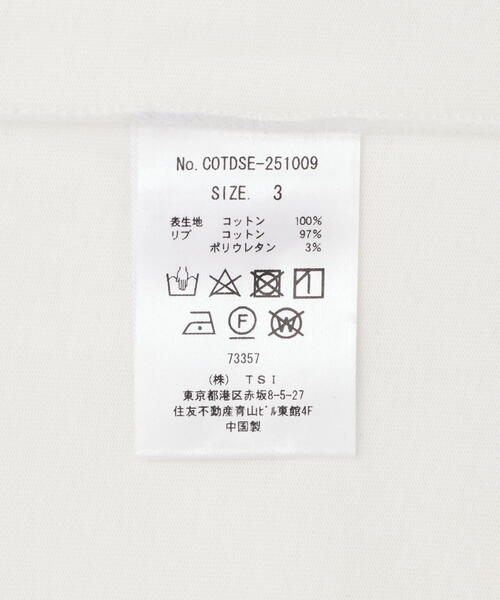 No. COTDSE-251009
SIZE. 3
表生地 コットン 100%
リブ コットン 97%
ポリウレタン 3%
F
W
73357
(株) TSI
東京都港区赤坂8-5-27
住友不動産青山ビル東館4F
中国製